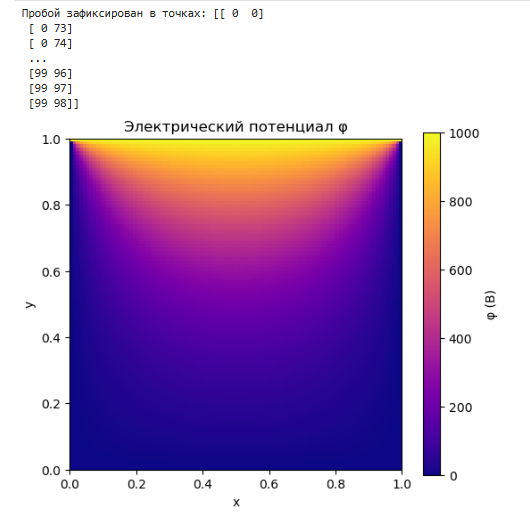 Пробой зафиксирован в точках: [[ 0  0]
 [ 0 73]
 [ 0 74]
 ...
 [99 96]
 [99 97]
 [99 98]]
Электрический потенциал φ
1.0
0.8
0.6
0.4
0.2
0.0
y
0.0 0.2 0.4 0.6 0.8 1.0
x
1000
800
600
400
200
0
φ (В)